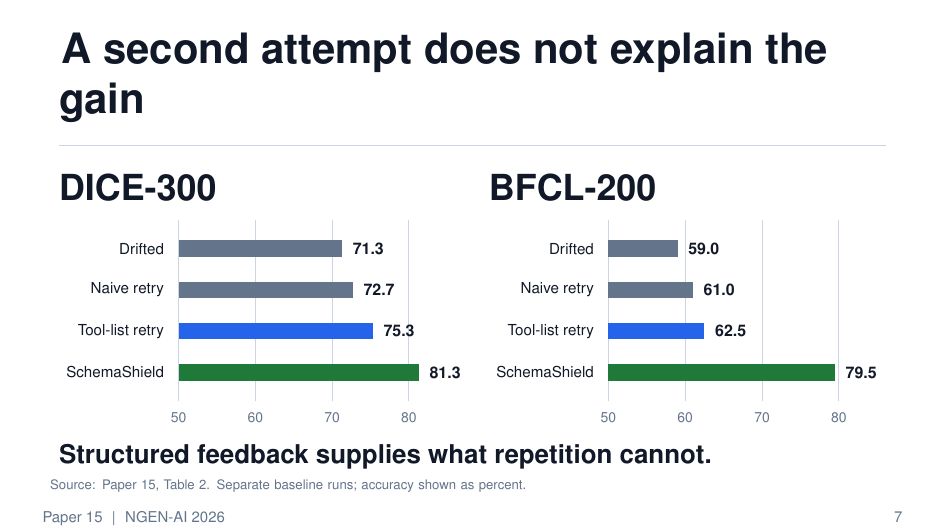 A second attempt does not explain the
gain
DICE-300
Drifted 71.3
Naive retry 72.7
Tool-list retry 75.3
SchemaShield 81.3
50 60 70 80
BFCL-200
Drifted 59.0
Naive retry 61.0
Tool-list retry 62.5
SchemaShield 79.5
50 60 70 80
Structured feedback supplies what repetition cannot.
Source: Paper 15, Table 2. Separate baseline runs; accuracy shown as percent.
Paper 15 | NGEN-AI 2026 7